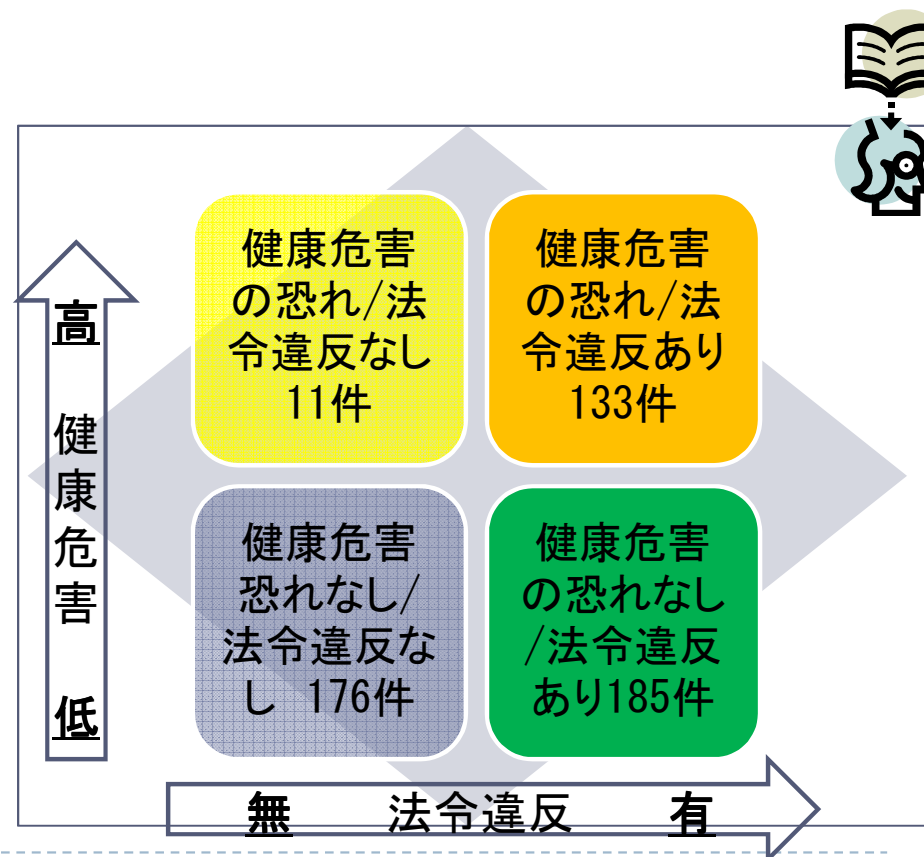 健康危害
の恐れ/法
令違反なし
11件
健康危害
の恐れ/法
令違反あり
133件
高 健康危害 低
健康危害
恐れなし/
法令違反な
し 176件
健康危害
の恐れなし
/法令違反
あり185件
無 法令違反 有